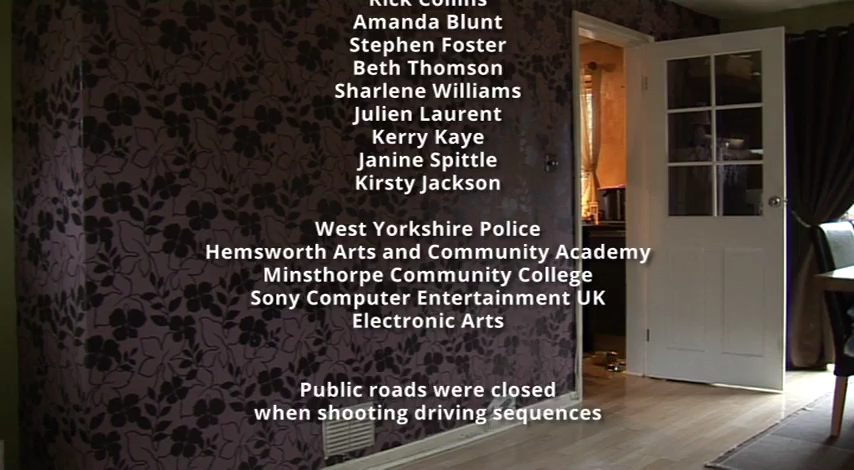 Rick Collins
Amanda Blunt
Stephen Foster
Beth Thomson
Sharlene Williams
Julien Laurent
Kerry Kaye
Janine Spittle
Kirsty Jackson
West Yorkshire Police
Hemsworth Arts and Community Academy
Minsthorpe Community College
Sony Computer Entertainment UK
Electronic Arts
Public roads were closed
when shooting driving sequences